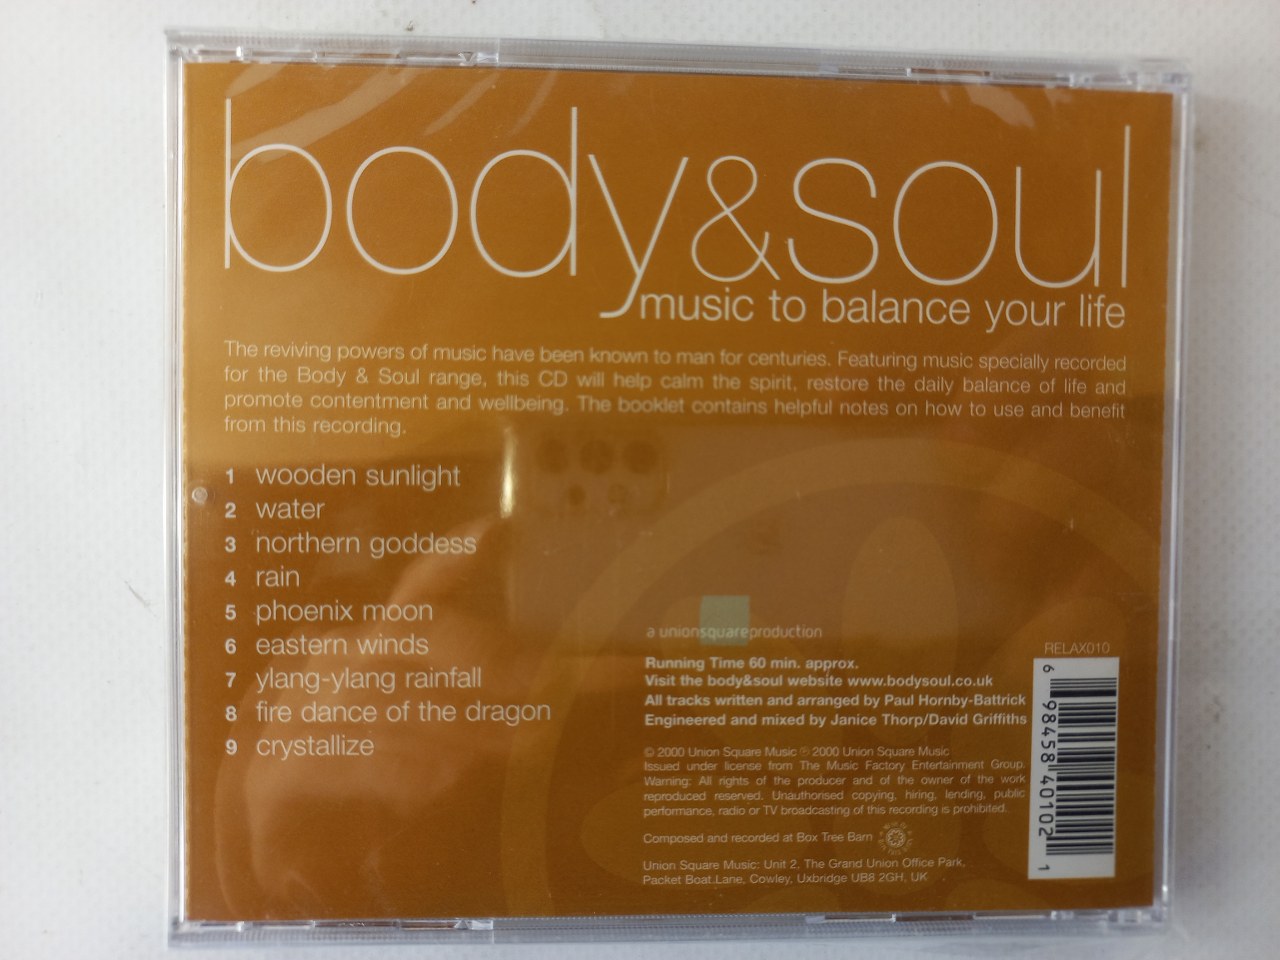 body&soul
music to balance your life
The reviving powers of music have been known to man for centuries. Featuring music specially recorded
for the Body & Soul range, this CD will help calm the spirit, restore the daily balance of life and
promote contentment and wellbeing. The booklet contains helpful notes on how to use and benefit
from this recording.
1 wooden sunlight
2 water
3 northern goddess
4 rain
5 phoenix moon
6 eastern winds
7 ylang-ylang rainfall
8 fire dance of the dragon
9 crystallize
a unionsquareproduction
Running Time 60 min. approx.
Visit the body&soul website www.bodysoul.co.uk
All tracks written and arranged by Paul Hornby-Battrick
Engineered and mixed by Janice Thorp/David Griffiths
© 2000 Union Square Music ℗ 2000 Union Square Music
Issued under license from The Music Factory Entertainment Group.
Warning: All rights of the producer and of the owner of the work
reproduced reserved. Unauthorised copying, hiring, lending, public
performance, radio or TV broadcasting of this recording is prohibited.
Composed and recorded at Box Tree Barn
Union Square Music: Unit 2, The Grand Union Office Park,
Packet Boat Lane, Cowley, Uxbridge UB8 2GH, UK
RELAX010
6 98458 40102 1